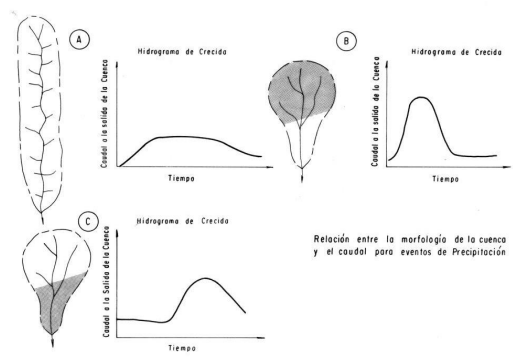 A
Hidrograma de Crecida
Caudal a la salida de la Cuenca
Tiempo
B
Hidrograma de Crecida
Caudal a la salida de la Cuenca
Tiempo
C
Hidrograma de Crecida
Caudal a la Salida de la Cuenca
Tiempo
Relación entre la morfología de la cuenca
y el caudal para eventos de Precipitación